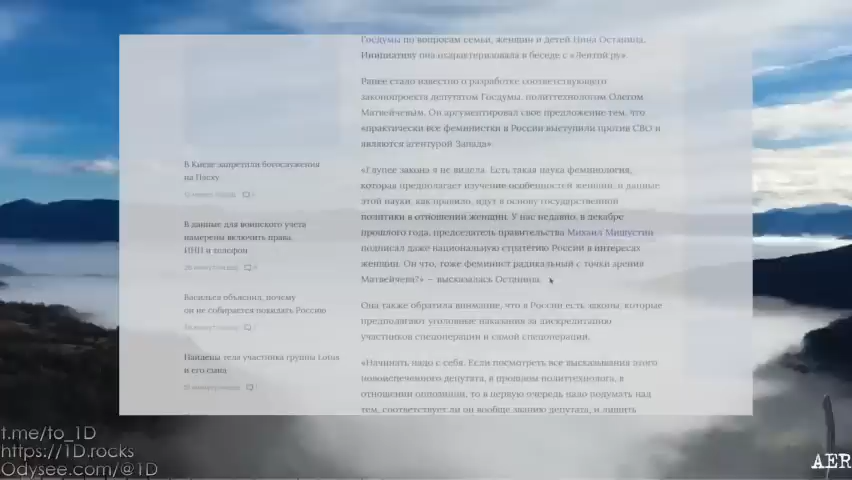 Госдумы по вопросам семьи, женщин и детей Нина Останина.
Инициативу она охарактеризовала в беседе с «Лентой.ру».
Ранее стало известно о разработке соответствующего
законопроекта депутатом Госдумы, политтехнологом Олегом
Матвейчевым. Он аргументировал свое предложение тем, что
«практически все феминистки в России выступили против СВО и
являются агентурой Запада».
В Киеве запретили богослужения
на Пасху
«Глупее закона я не видела. Есть такая наука феминология,
которая предполагает изучение особенностей женщин, и данные
этой науки, как правило, идут в основу государственной
политики в отношении женщин. У нас недавно, в декабре
прошлого года, председатель правительства Михаил Мишустин
подписал даже национальную стратегию России в интересах
женщин. Он что, тоже феминист радикальный с точки зрения
Матвейчева?» — высказалась Останина.
В данные для воинского учета
намерены включить права,
ИНН и телефон
Васильев объяснил, почему
он не собирается покидать Россию
Она также обратила внимание, что в России есть законы, которые
предполагают уголовные наказания за дискредитацию
участников спецоперации и самой спецоперации.
Найдены тела участника группы Lotus
и его сына
«Начинать надо с себя. Если посмотреть все высказывания этого
новоиспеченного депутата, в прошлом политтехнолога, в
отношении оппозиции, то в первую очередь надо подумать над
тем, соответствует ли он вообще званию депутата, и лишить
t.me/to_1D
https://1D.rocks
Odysee.com/@1D
AER